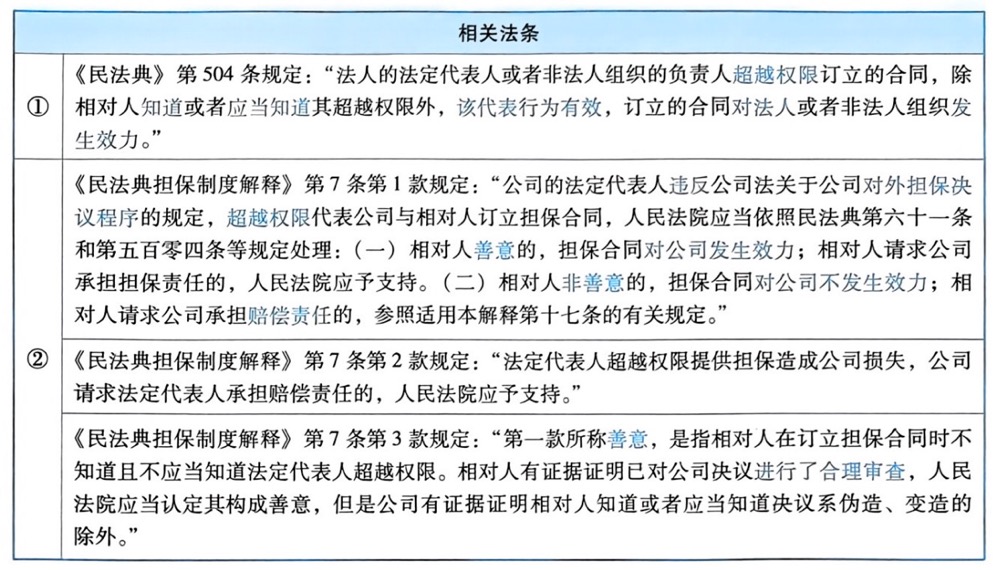 相关法条
①
《民法典》第 504 条规定：“法人的法定代表人或者非法人组织的负责人超越权限订立的合同，除
相对人知道或者应当知道其超越权限外，该代表行为有效，订立的合同对法人或者非法人组织发
生效力。”
②
《民法典担保制度解释》第 7 条第 1 款规定：“公司的法定代表人违反公司法关于公司对外担保决
议程序的规定，超越权限代表公司与相对人订立担保合同，人民法院应当依照民法典第六十一条
和第五百零四条等规定处理：（一）相对人善意的，担保合同对公司发生效力；相对人请求公司
承担担保责任的，人民法院应予支持。（二）相对人非善意的，担保合同对公司不发生效力；相
对人请求公司承担赔偿责任的，参照适用本解释第十七条的有关规定。”
《民法典担保制度解释》第 7 条第 2 款规定：“法定代表人超越权限提供担保造成公司损失，公司
请求法定代表人承担赔偿责任的，人民法院应予支持。”
《民法典担保制度解释》第 7 条第 3 款规定：“第一款所称善意，是指相对人在订立担保合同时不
知道且不应当知道法定代表人超越权限。相对人有证据证明已对公司决议进行了合理审查，人民
法院应当认定其构成善意，但是公司有证据证明相对人知道或者应当知道决议系伪造、变造的
除外。”